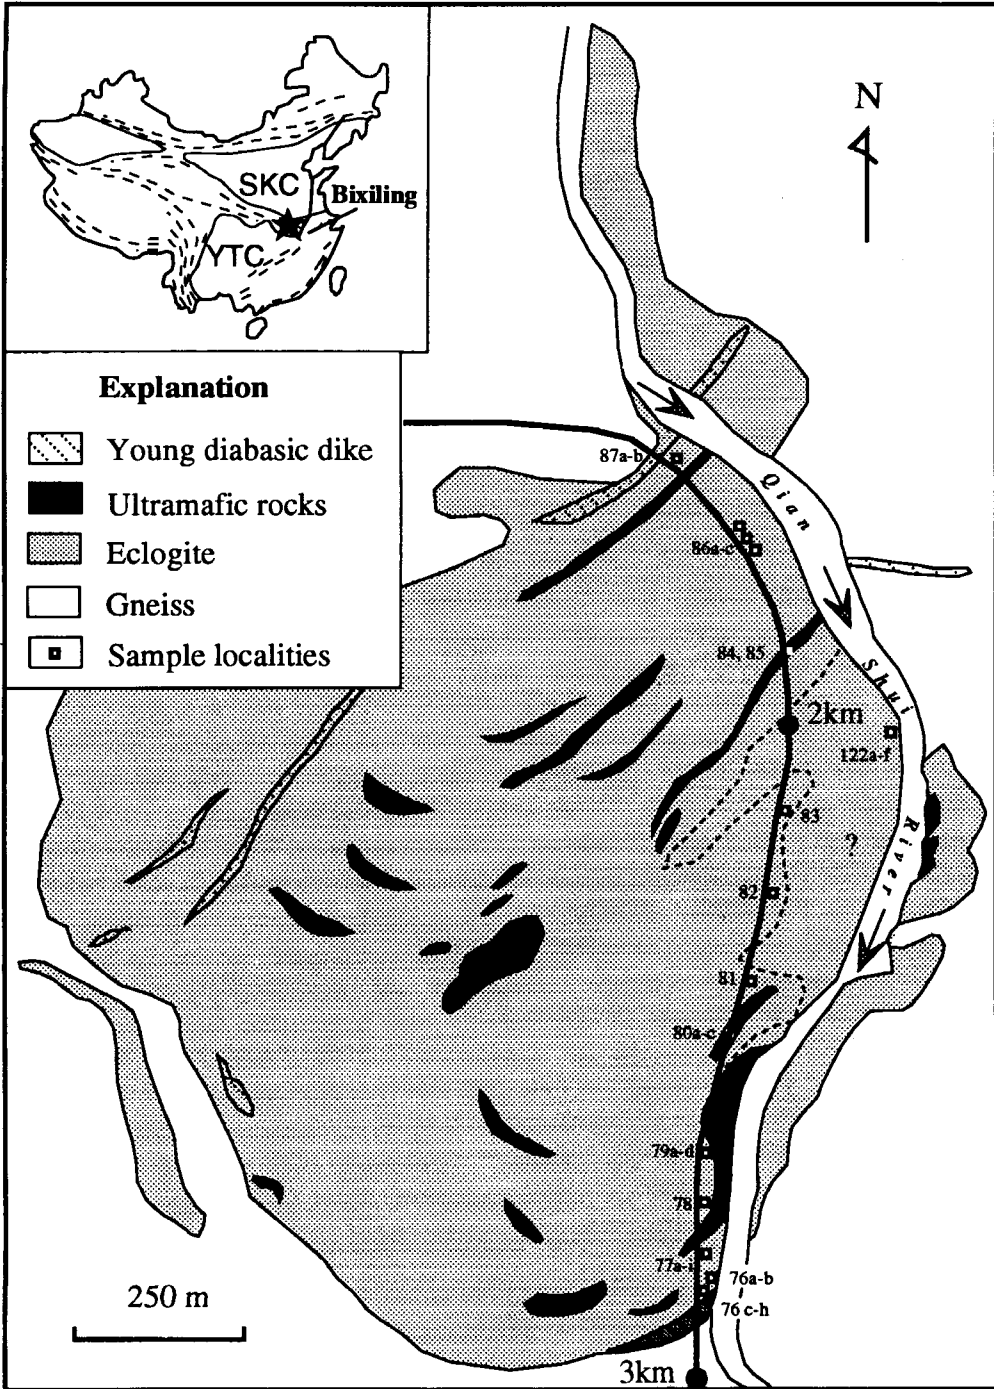 N
SKC
Bixiling
YTC
Explanation
Young diabasic dike
Ultramafic rocks
Eclogite
Gneiss
Sample localities
87a-b
Qian
86a-c
84, 85
Shui
2km
122a-f
83
River
?
82
81
80a-c
79a-d
78
77a-i
76a-b
76 c-h
250 m
3km